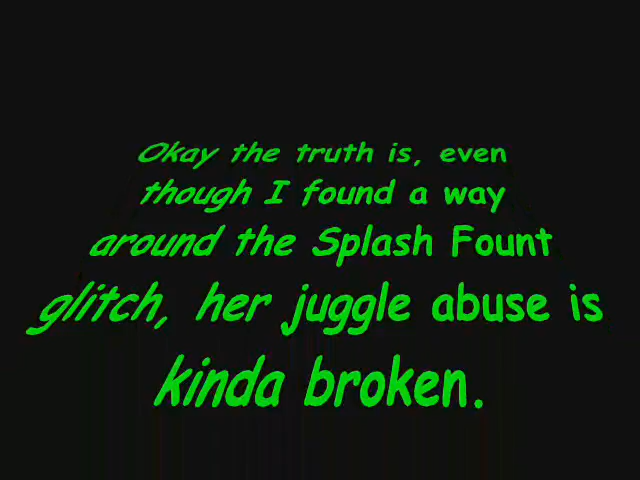 Okay the truth is, even
though I found a way
around the Splash Fount
glitch, her juggle abuse is
kinda broken.